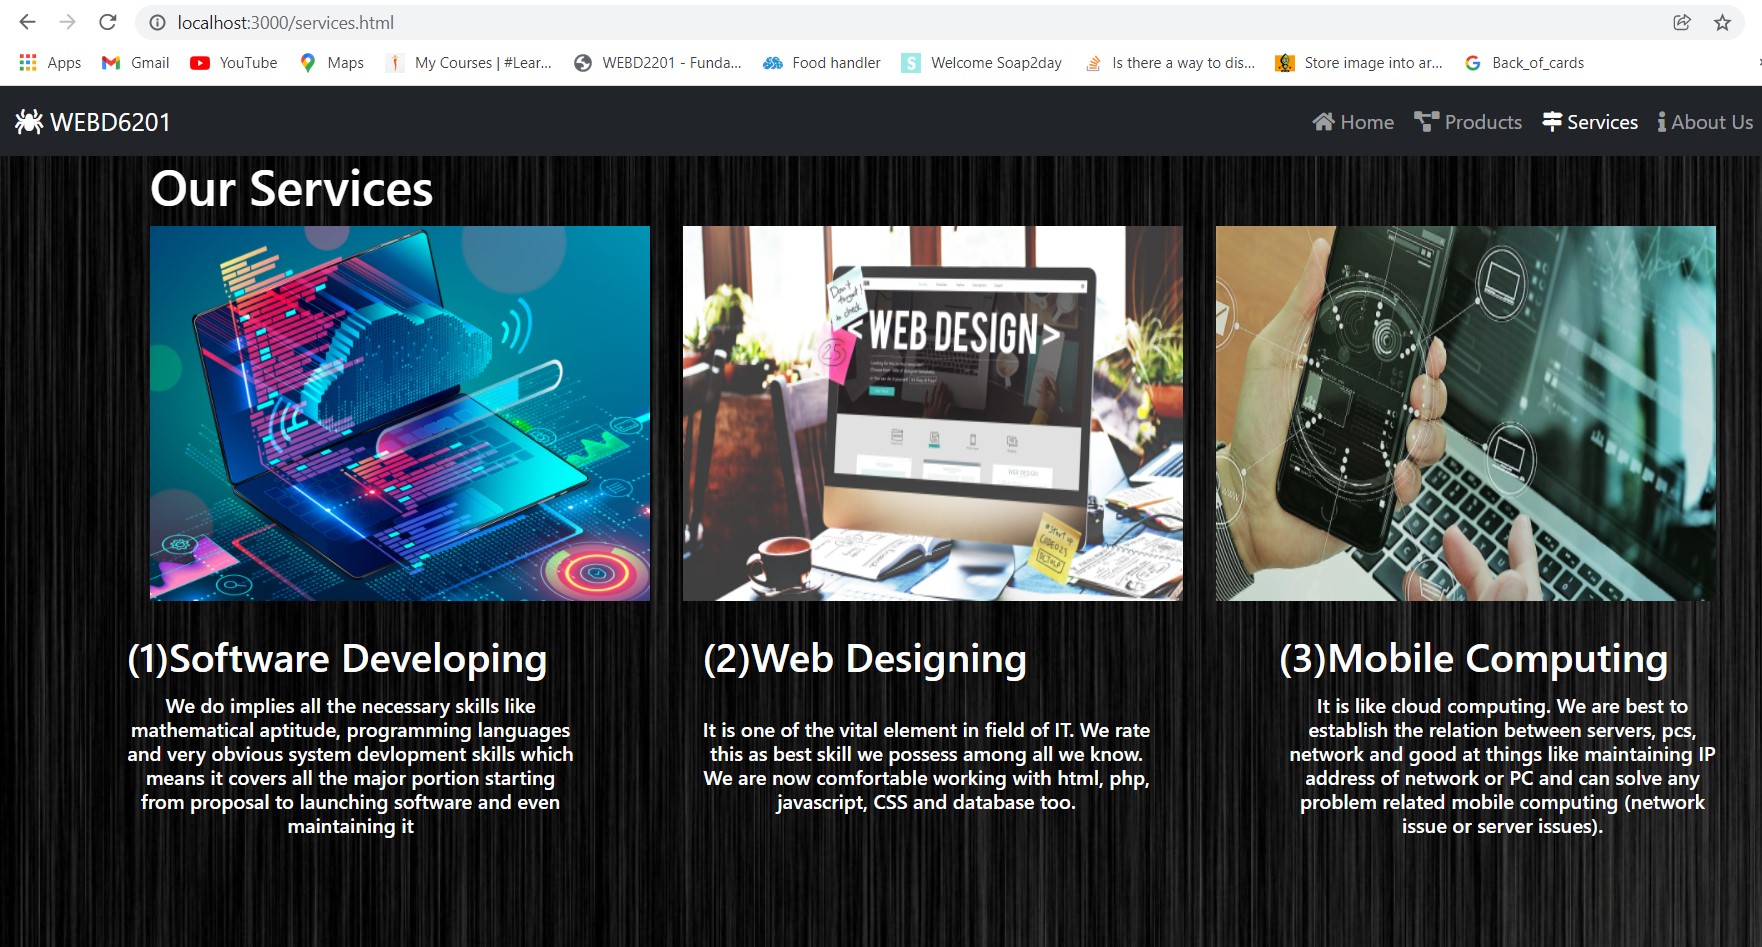 localhost:3000/services.html
Apps Gmail YouTube Maps My Courses | #Lear... WEBD2201 - Funda... Food handler Welcome Soap2day Is there a way to dis... Store image into ar... Back_of_cards
WEBD6201 Home Products Services About Us
Our Services
Don't
forget!
to check
25
<WEB DESIGN>
#Start up
(1)Software Developing
We do implies all the necessary skills like
mathematical aptitude, programming languages
and very obvious system devlopment skills which
means it covers all the major portion starting
from proposal to launching software and even
maintaining it
(2)Web Designing
It is one of the vital element in field of IT. We rate
this as best skill we possess among all we know.
We are now comfortable working with html, php,
javascript, CSS and database too.
(3)Mobile Computing
It is like cloud computing. We are best to
establish the relation between servers, pcs,
network and good at things like maintaining IP
address of network or PC and can solve any
problem related mobile computing (network
issue or server issues).